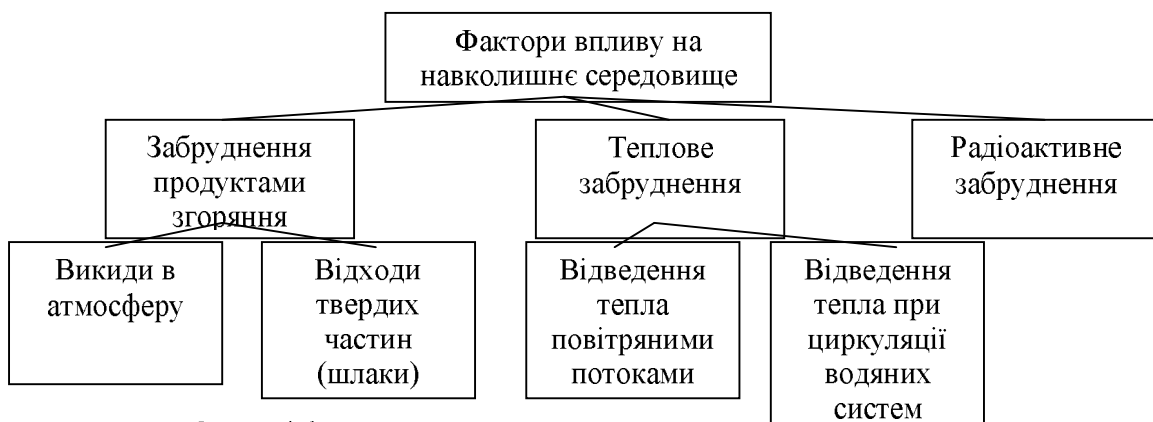 Фактори впливу на
навколишнє середовище
Забруднення
продуктами
згоряння
Теплове
забруднення
Радіоактивне
забруднення
Викиди в
атмосферу
Відходи
твердих
частин
(шлаки)
Відведення
тепла
повітряними
потоками
Відведення
тепла при
циркуляції
водяних
систем